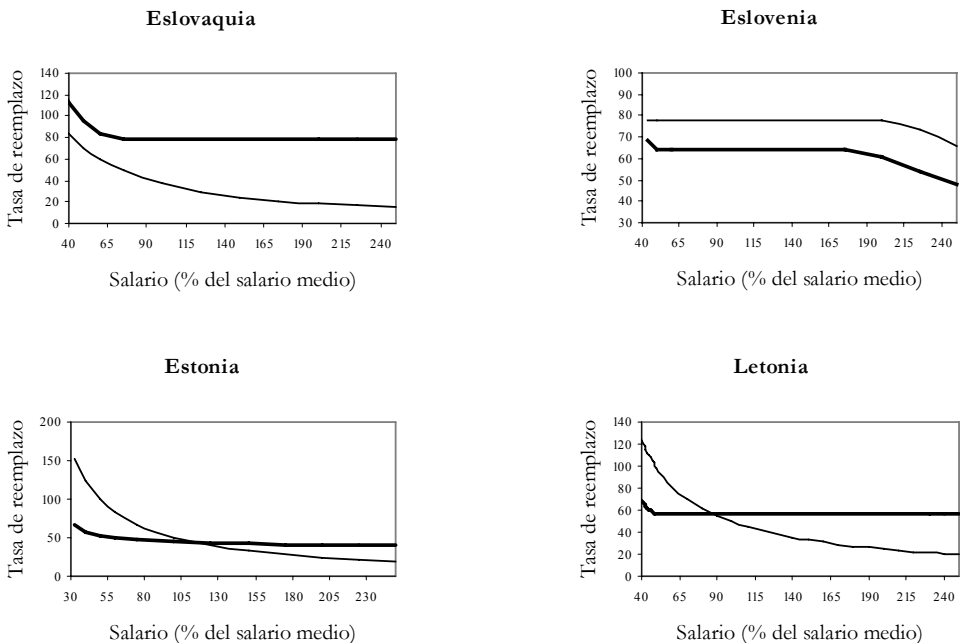 Eslovaquia
Tasa de reemplazo
140
120
100
80
60
40
20
0
40 65 90 115 140 165 190 215 240
Salario (% del salario medio)
Eslovenia
Tasa de reemplazo
100
90
80
70
60
50
40
30
40 65 90 115 140 165 190 215 240
Salario (% del salario medio)
Estonia
Tasa de reemplazo
200
150
100
50
0
30 55 80 105 130 155 180 205 230
Salario (% del salario medio)
Letonia
Tasa de reemplazo
140
120
100
80
60
40
20
0
40 65 90 115 140 165 190 215 240
Salario (% del salario medio)